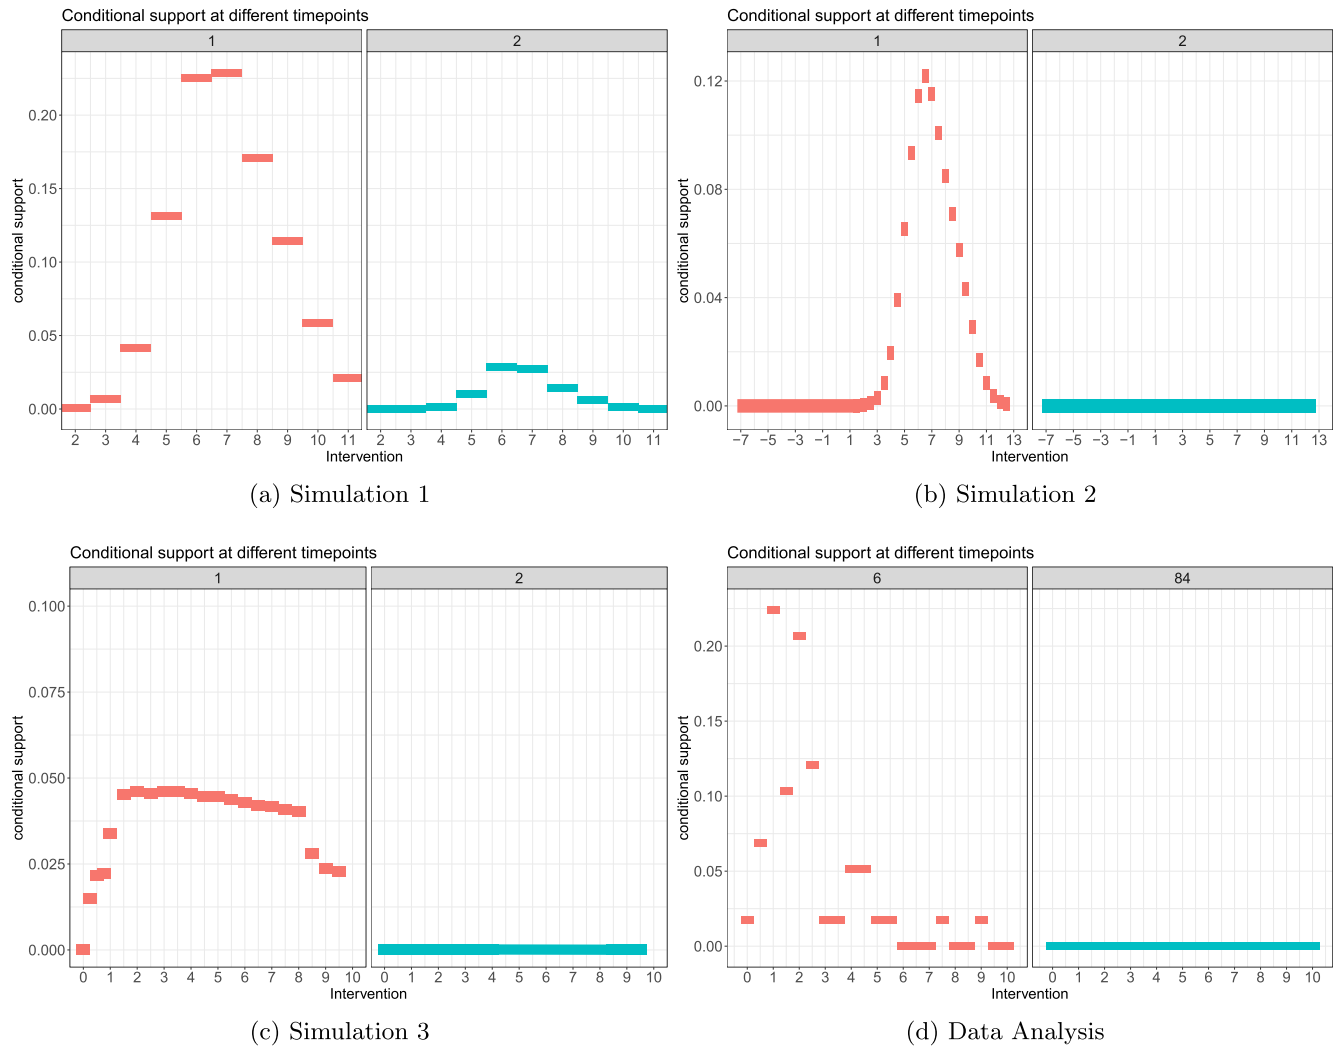 Conditional support at different timepoints
1 2
conditional support
0.20
0.15
0.10
0.05
0.00
2 3 4 5 6 7 8 9 10 11 2 3 4 5 6 7 8 9 10 11
Intervention
(a) Simulation 1
Conditional support at different timepoints
1 2
conditional support
0.12
0.08
0.04
0.00
−7 −5 −3 −1 1 3 5 7 9 11 13 −7 −5 −3 −1 1 3 5 7 9 11 13
Intervention
(b) Simulation 2
Conditional support at different timepoints
1 2
conditional support
0.100
0.075
0.050
0.025
0.000
0 1 2 3 4 5 6 7 8 9 10 0 1 2 3 4 5 6 7 8 9 10
Intervention
(c) Simulation 3
Conditional support at different timepoints
6 84
conditional support
0.20
0.15
0.10
0.05
0.00
0 1 2 3 4 5 6 7 8 9 10 0 1 2 3 4 5 6 7 8 9 10
Intervention
(d) Data Analysis